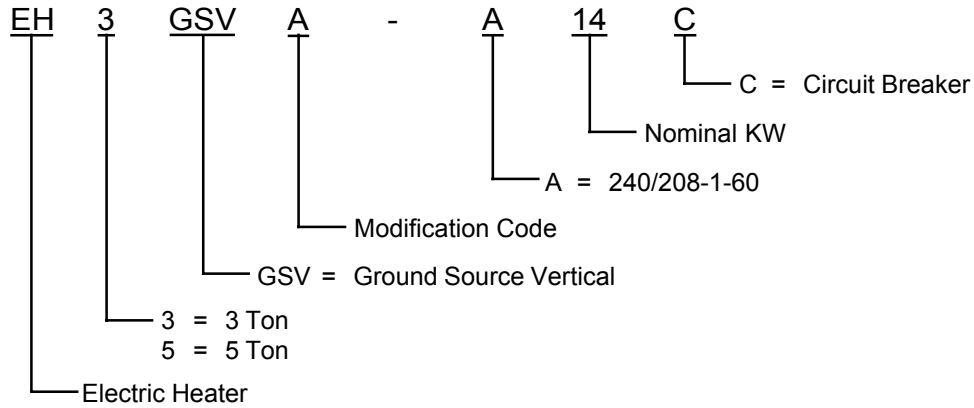 EH 3 GSV A - A 14 C
C = Circuit Breaker
Nominal KW
A = 240/208-1-60
Modification Code
GSV = Ground Source Vertical
3 = 3 Ton
5 = 5 Ton
Electric Heater